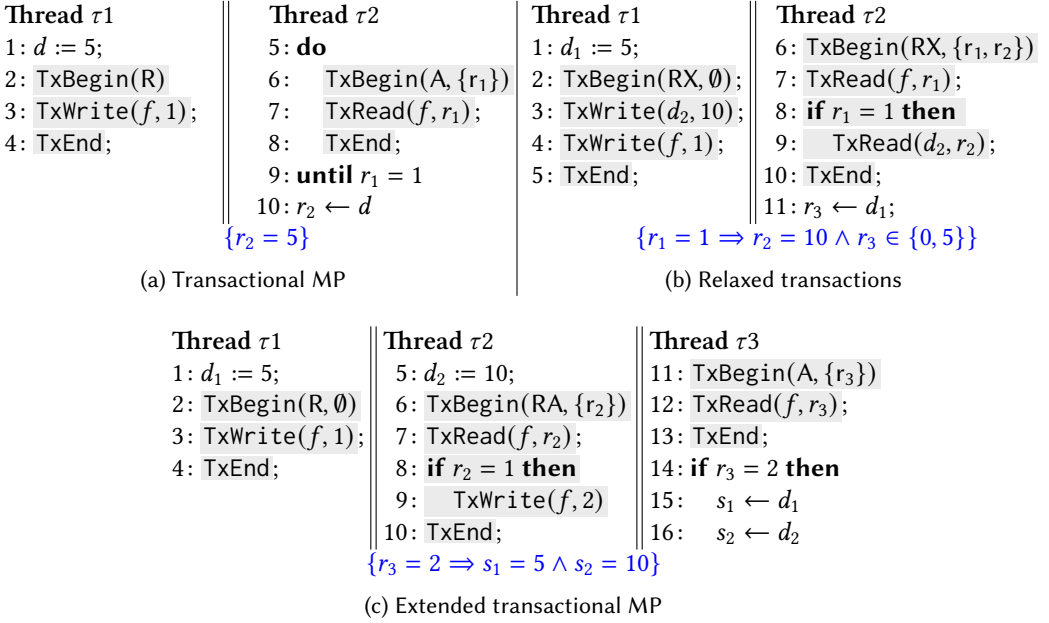 Thread τ1
1: d := 5;
2: TxBegin(R)
3: TxWrite(f, 1);
4: TxEnd;
Thread τ2
5: do
6: TxBegin(A, {r₁})
7: TxRead(f, r₁);
8: TxEnd;
9: until r₁ = 1
10: r₂ ← d
{r₂ = 5}
(a) Transactional MP
Thread τ1
1: d₁ := 5;
2: TxBegin(RX, ∅);
3: TxWrite(d₂, 10);
4: TxWrite(f, 1);
5: TxEnd;
Thread τ2
6: TxBegin(RX, {r₁, r₂})
7: TxRead(f, r₁);
8: if r₁ = 1 then
9: TxRead(d₂, r₂);
10: TxEnd;
11: r₃ ← d₁;
{r₁ = 1 ⇒ r₂ = 10 ∧ r₃ ∈ {0, 5}}
(b) Relaxed transactions
Thread τ1
1: d₁ := 5;
2: TxBegin(R, ∅)
3: TxWrite(f, 1);
4: TxEnd;
Thread τ2
5: d₂ := 10;
6: TxBegin(RA, {r₂})
7: TxRead(f, r₂);
8: if r₂ = 1 then
9: TxWrite(f, 2)
10: TxEnd;
Thread τ3
11: TxBegin(A, {r₃})
12: TxRead(f, r₃);
13: TxEnd;
14: if r₃ = 2 then
15: s₁ ← d₁
16: s₂ ← d₂
{r₃ = 2 ⇒ s₁ = 5 ∧ s₂ = 10}
(c) Extended transactional MP